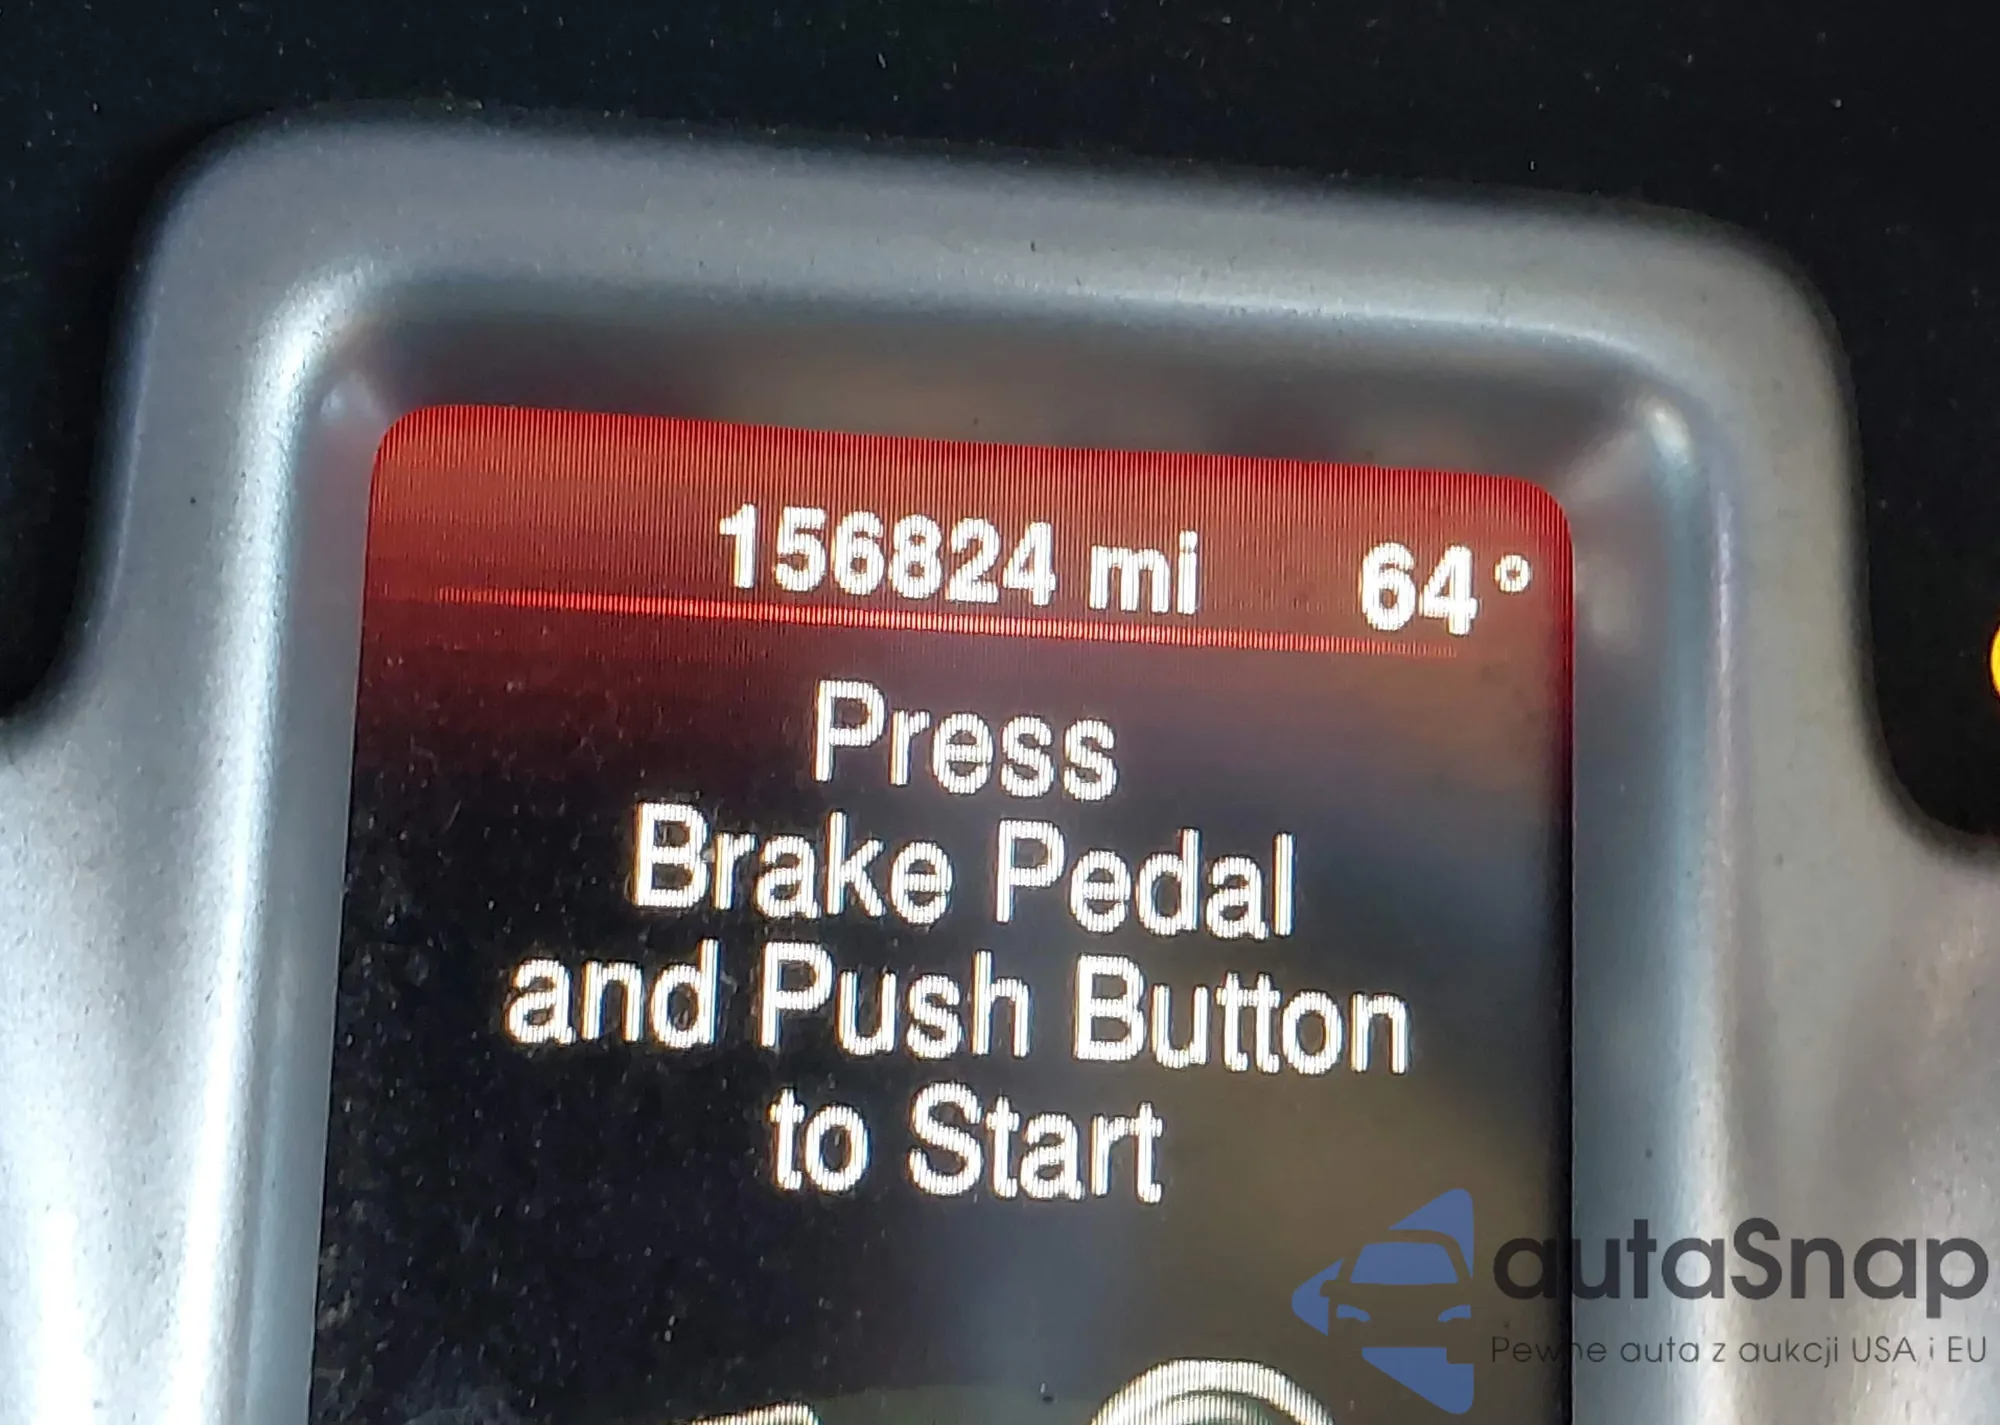 156824 mi 64°
Press
Brake Pedal
and Push Button
to Start
autaSnap
Pewne auta z aukcji USA i EU